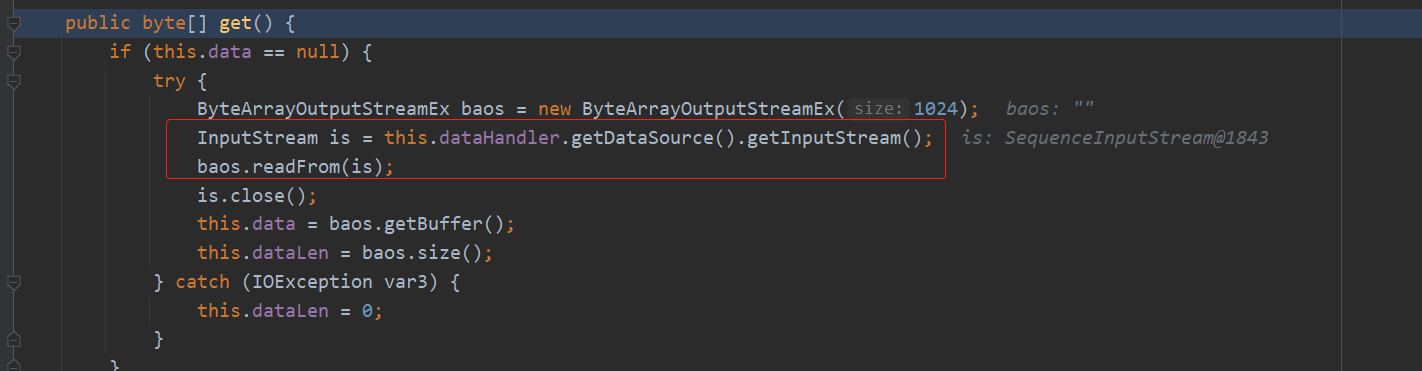 public byte[] get() {
if (this.data == null) {
try {
ByteArrayOutputStreamEx baos = new ByteArrayOutputStreamEx( size: 1024); baos: ""
InputStream is = this.dataHandler.getDataSource().getInputStream(); is: SequenceInputStream@1843
baos.readFrom(is);
is.close();
this.data = baos.getBuffer();
this.dataLen = baos.size();
} catch (IOException var3) {
this.dataLen = 0;
}
}